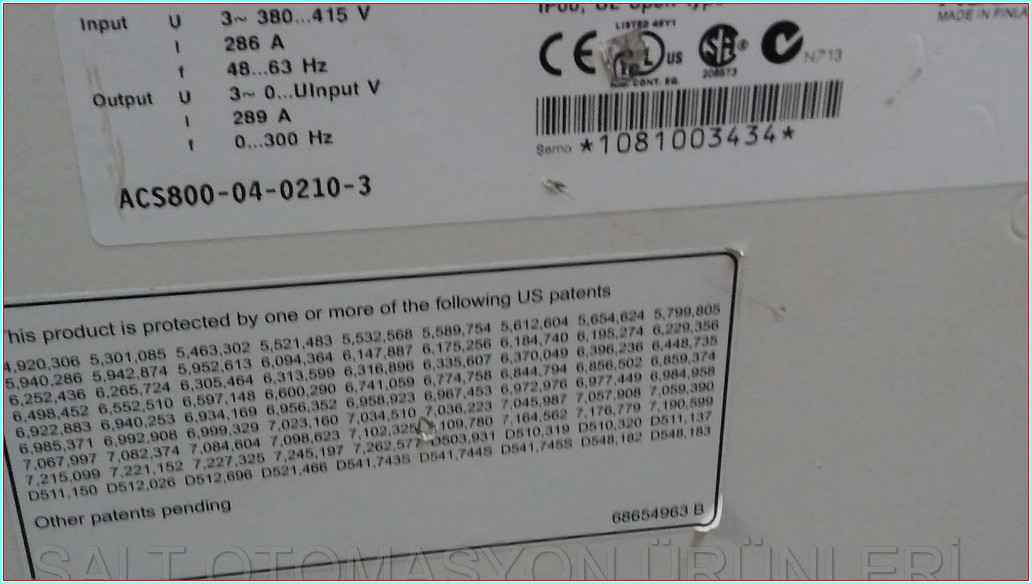 Input U 3~ 380...415 V
I 286 A
f 48...63 Hz
Output U 3~ 0...UInput V
I 289 A
f 0...300 Hz
ACS800-04-0210-3
MADE IN FINLA
LISTED 45Y1
CE UL US SA® N713
CONT. EQ.
*1081003434*
his product is protected by one or more of the following US patents
4,920,306 5,301,085 5,463,302 5,521,483 5,532,568 5,589,754 5,612,604 5,654,624 5,799,805
5,940,286 5,942,874 5,952,613 6,094,364 6,147,887 6,175,256 6,184,740 6,195,274 6,229,356
6,252,436 6,265,724 6,305,464 6,313,599 6,316,896 6,335,607 6,370,049 6,396,236 6,448,735
6,498,452 6,552,510 6,597,148 6,600,290 6,741,059 6,774,758 6,844,794 6,856,502 6,859,374
6,922,883 6,940,253 6,934,169 6,956,352 6,958,923 6,967,453 6,972,976 6,977,449 6,984,958
6,985,371 6,992,908 6,999,329 7,023,160 7,034,510 7,036,223 7,045,987 7,057,908 7,059,390
7,067,997 7,082,374 7,084,604 7,098,623 7,102,325 ,109,780 7,164,562 7,176,779 7,190,599
7,215,099 7,221,152 7,227,325 7,245,197 7,262,577 D503,931 D510,319 D510,320 D511,137
D511,150 D512,026 D512,696 D521,466 D541,743S D541,744S D541,745S D548,182 D548,183
Other patents pending
68654963 B
SALT OTOMASYON ÜRÜNLERİ